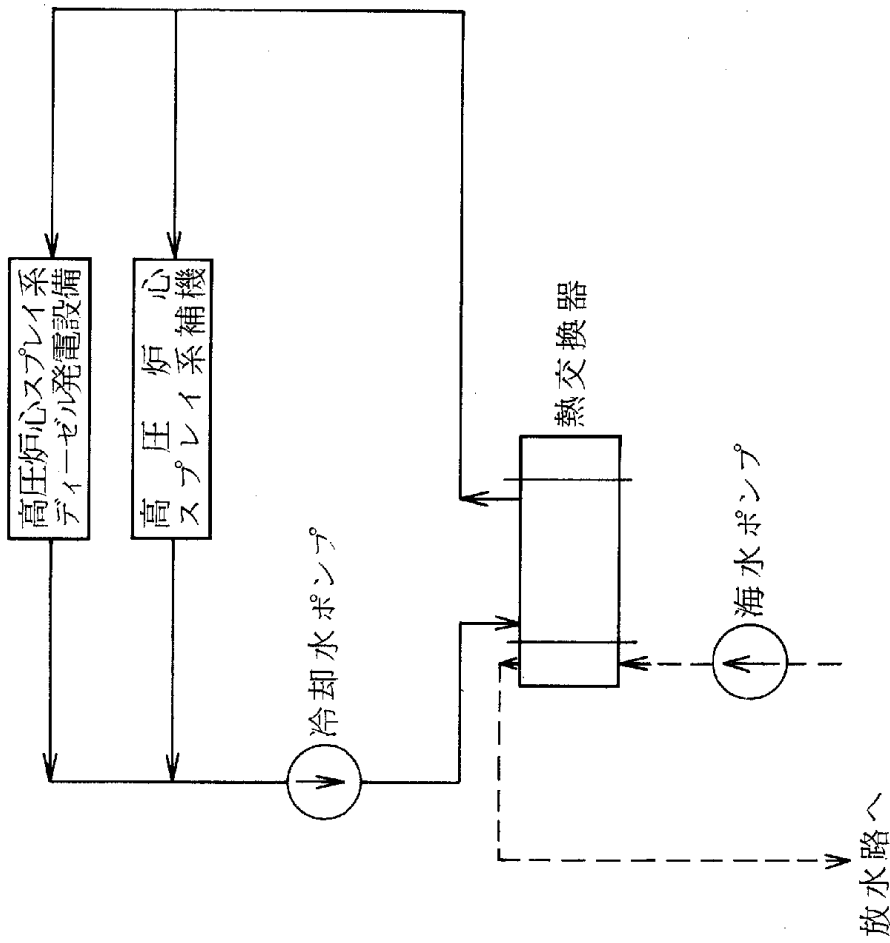 高圧炉心スプレイ系
ディーゼル発電設備
高圧炉心
スプレイ系補機
熱交換器
冷却水ポンプ
海水ポンプ
放水路へ